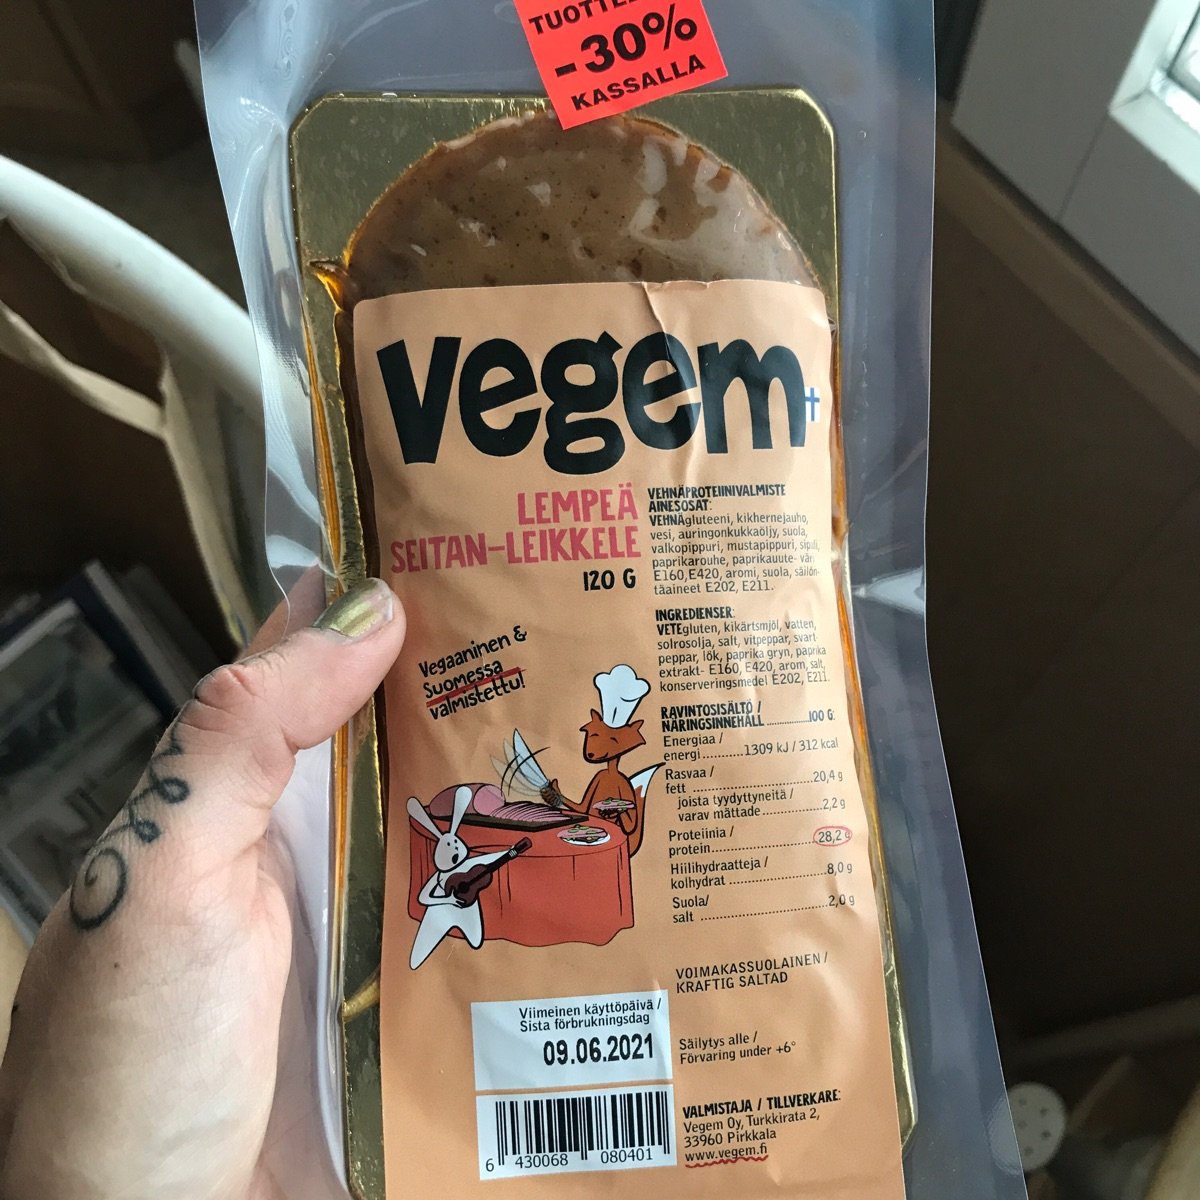 TUOTTEE
-30%
KASSALLA
vegem+
LEMPEÄ
SEITAN-LEIKKELE
120 G
Vegaaninen &
Suomessa
valmistettu!
VEHNÄPROTEIINIVALMISTE
AINESOSAT:
VEHNÄgluteeni, kikhernejauho,
vesi, auringonkukkaöljy, suola,
valkopippuri, mustapippuri, sipuli,
paprikarouhe, paprikauute- väri
E160,E420, aromi, suola, säilön-
täaineet E202, E211.
INGREDIENSER:
VETEgluten, kikärtsmjöl, vatten,
solrosolja, salt, vitpeppar, svart-
peppar, lök, paprika gryn, paprika
extrakt- E160, E420, arom, salt,
konserveringsmedel E202, E211.
RAVINTOSISÄLTÖ /
NÄRINGSINNEHÅLL ............100 G:
Energiaa /
energi...........1309 kJ / 312 kcal
Rasvaa /
fett ........................20,4 g
joista tyydyttyneitä /
varav mättade..............2,2 g
Proteiinia /
protein......................28,2 g
Hiilihydraatteja /
kolhydrat ....................8,0 g
Suola/
salt .........................2,0 g
VOIMAKASSUOLAINEN /
KRAFTIG SALTAD
Viimeinen käyttöpäivä /
Sista förbrukningsdag
09.06.2021
Säilytys alle /
Förvaring under +6°
6 430068 080401
VALMISTAJA / TILLVERKARE:
Vegem Oy, Turkkirata 2,
33960 Pirkkala
www.vegem.fi